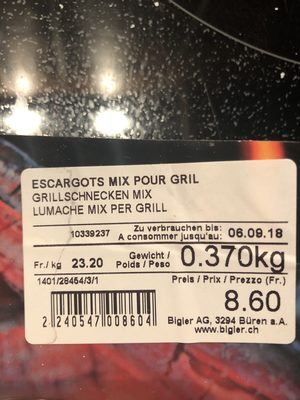 ESCARGOTS MIX POUR GRIL
GRILLSCHNECKEN MIX
LUMACHE MIX PER GRILL
10339237 Zu verbrauchen bis: 06.09.18
A consommer jusqu'au:
Fr./kg 23.20 Gewicht / Poids / Peso 0.370kg
1401/28454/3/1 Preis / Prix / Prezzo (Fr.)
8.60
2 240547 008604 Bigler AG, 3294 Büren a.A.
www.bigler.ch